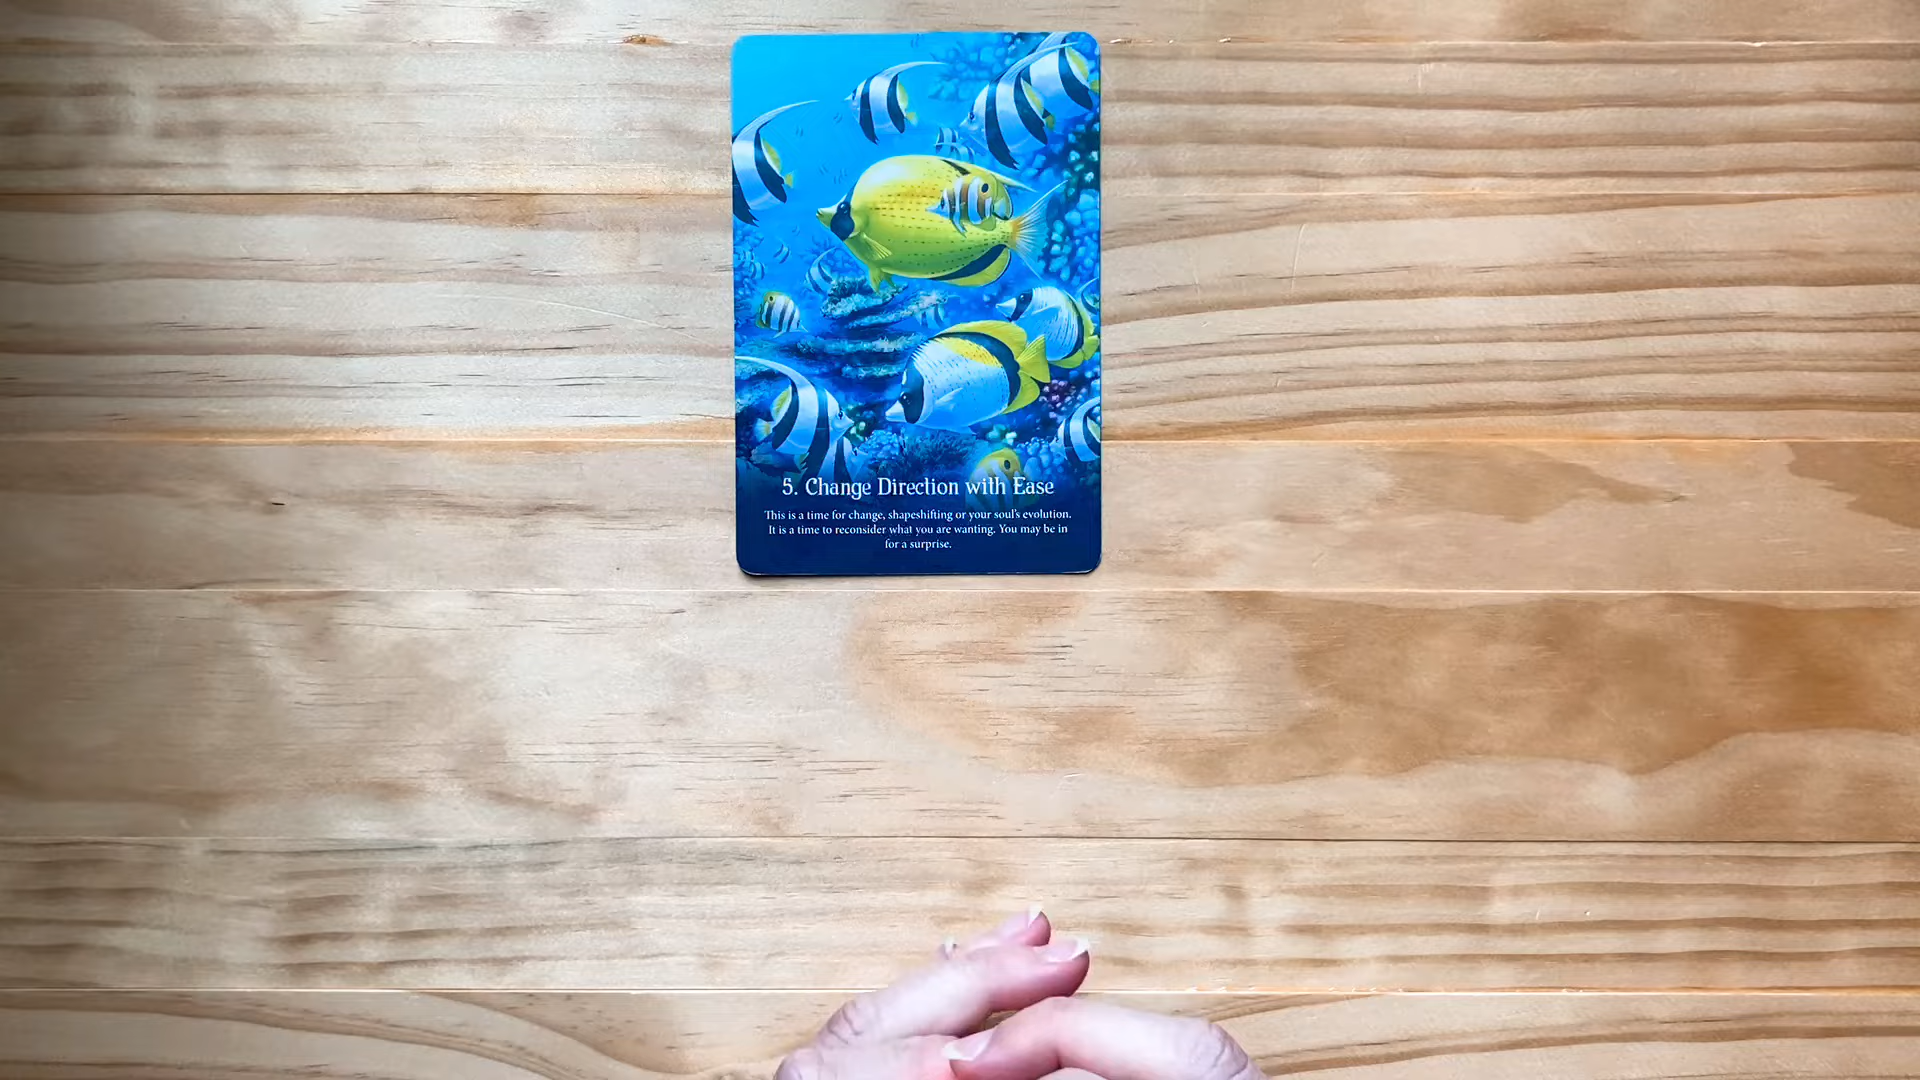 5. Change Direction with Ease
This is a time for change, shapeshifting or your soul's evolution.
It is a time to reconsider what you are wanting. You may be in
for a surprise.